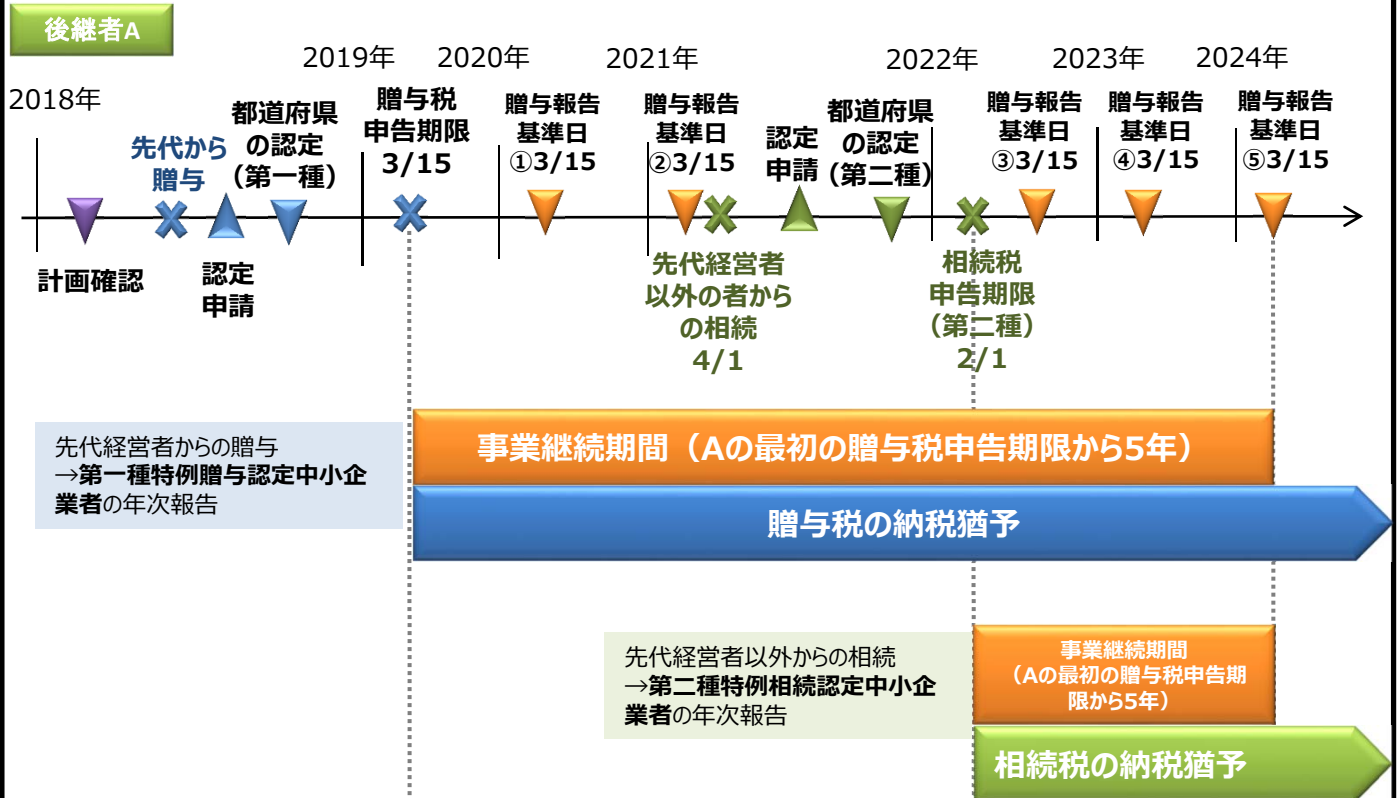 後継者A
2018年
2019年
2020年
2021年
2022年
2023年
2024年
先代から
贈与
都道府県
の認定
（第一種）
贈与税
申告期限
3/15
贈与報告
基準日
①3/15
贈与報告
基準日
②3/15
認定
申請
都道府県
の認定
（第二種）
贈与報告
基準日
③3/15
贈与報告
基準日
④3/15
贈与報告
基準日
⑤3/15
計画確認
認定
申請
先代経営者
以外の者から
の相続
4/1
相続税
申告期限
（第二種）
2/1
先代経営者からの贈与
→第一種特例贈与認定中小企
業者の年次報告
事業継続期間（Aの最初の贈与税申告期限から5年）
贈与税の納税猶予
先代経営者以外からの相続
→第二種特例相続認定中小企
業者の年次報告
事業継続期間
（Aの最初の贈与税申告期
限から5年）
相続税の納税猶予